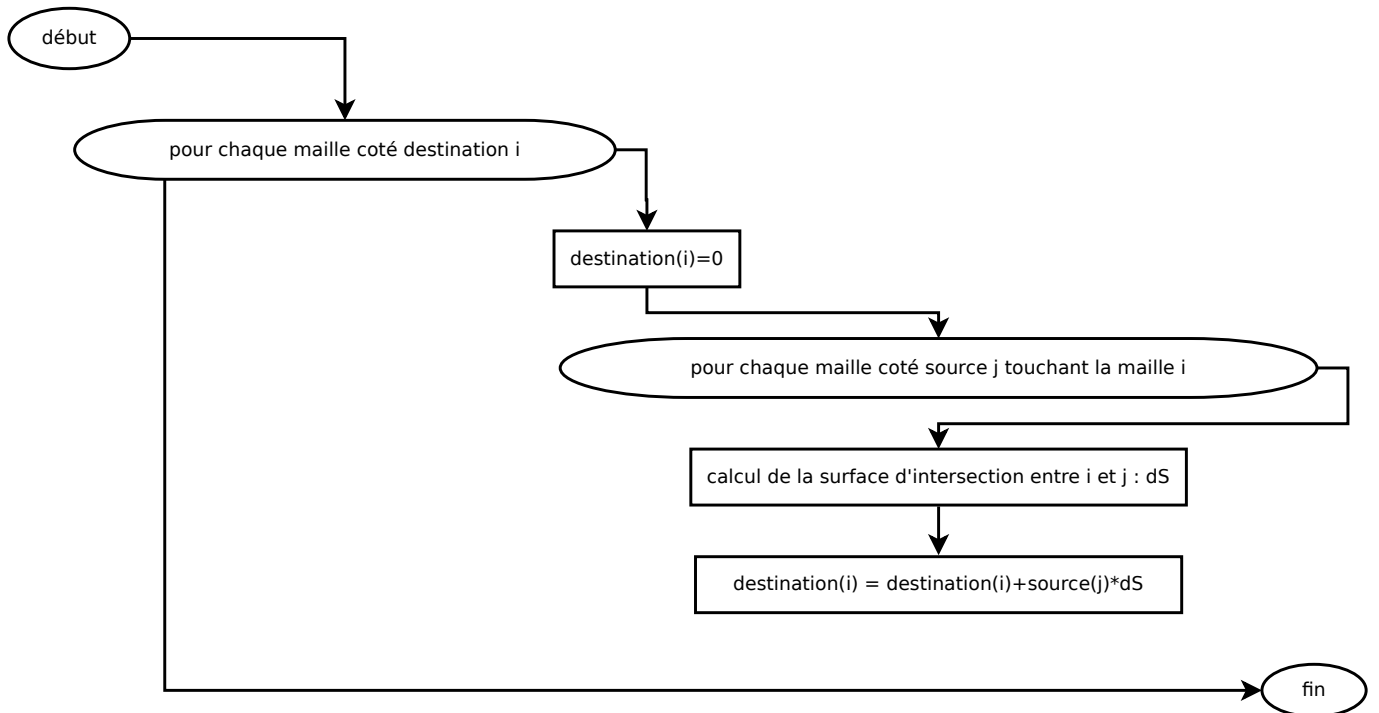 début
pour chaque maille coté destination i
destination(i)=0
pour chaque maille coté source j touchant la maille i
calcul de la surface d'intersection entre i et j : dS
destination(i) = destination(i)+source(j)*dS
fin